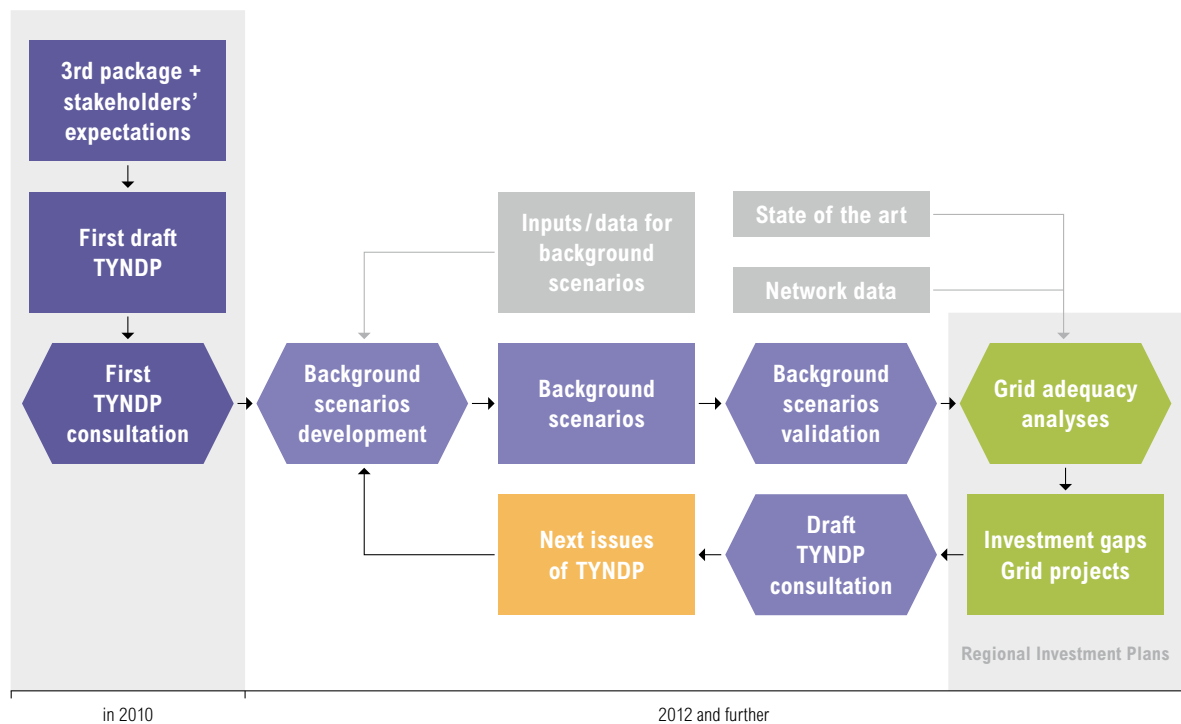 3rd package +
stakeholders’
expectations
First draft
TYNDP
First
TYNDP
consultation
Inputs / data for
background
scenarios
State of the art
Network data
Background
scenarios
development
Background
scenarios
Background
scenarios
validation
Grid adequacy
analyses
Next issues
of TYNDP
Draft
TYNDP
consultation
Investment gaps
Grid projects
Regional Investment Plans
in 2010
2012 and further